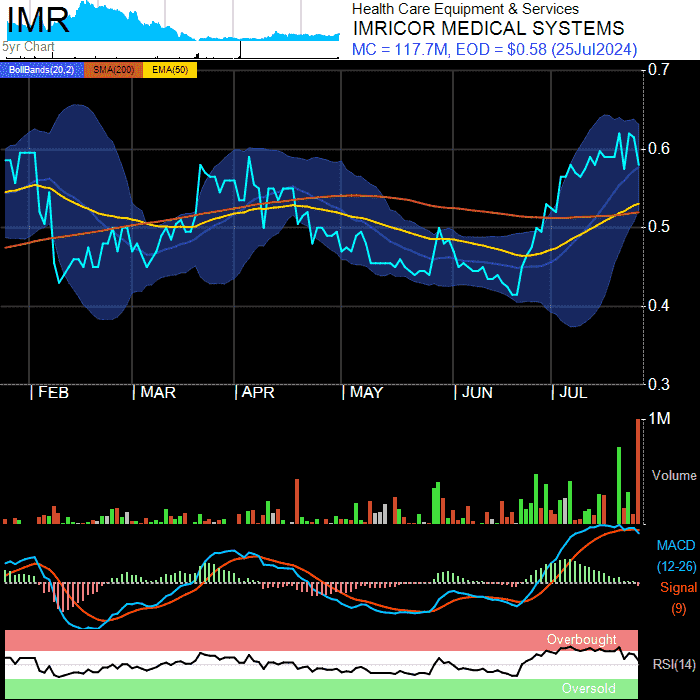 IMR
Health Care Equipment & Services
IMRICOR MEDICAL SYSTEMS
5yr Chart
MC = 117.7M, EOD = $0.58 (25Jul2024)
BollBands(20,2) SMA(200) EMA(50)
0.7
0.6
0.5
0.4
0.3
| FEB | MAR | APR | MAY | JUN | JUL
1M
Volume
MACD
(12-26)
Signal
(9)
Overbought
RSI(14)
Oversold